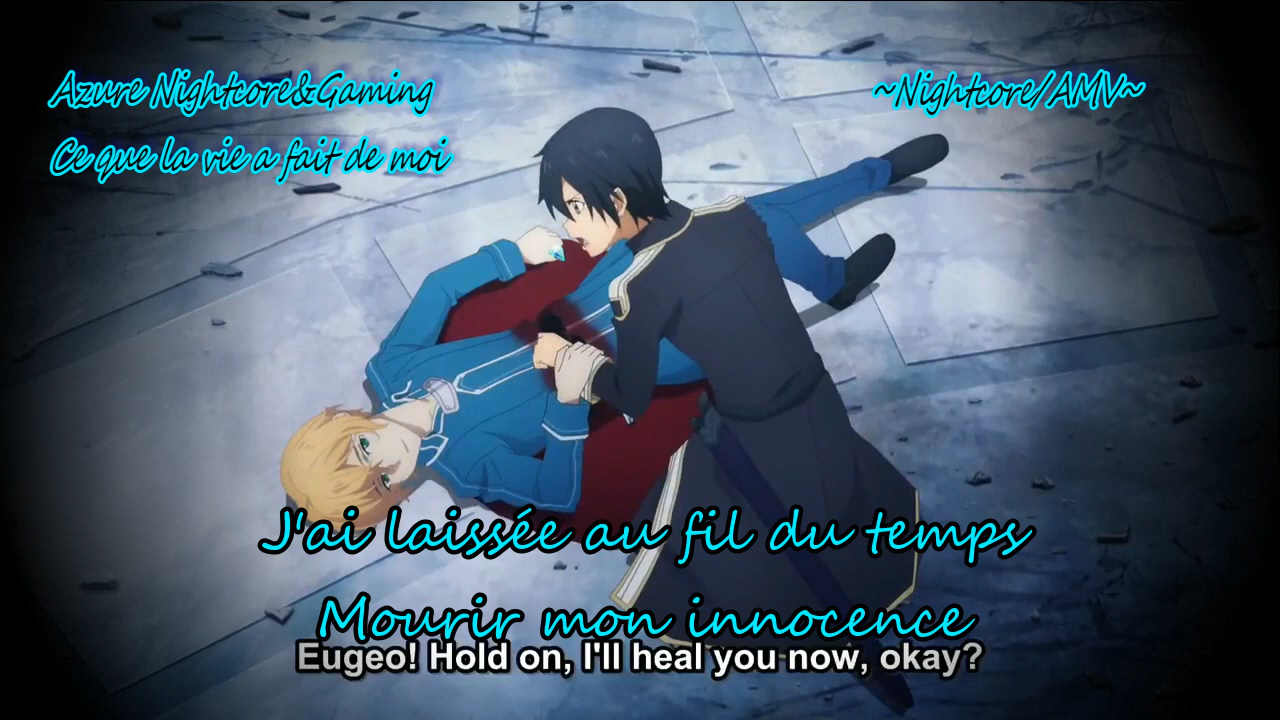 Azure Nightcore&Gaming
~Nightcore/AMV~
Ce que la vie a fait de moi
J'ai laissée au fil du temps
Mourir mon innocence
Eugeo! Hold on, I'll heal you now, okay?